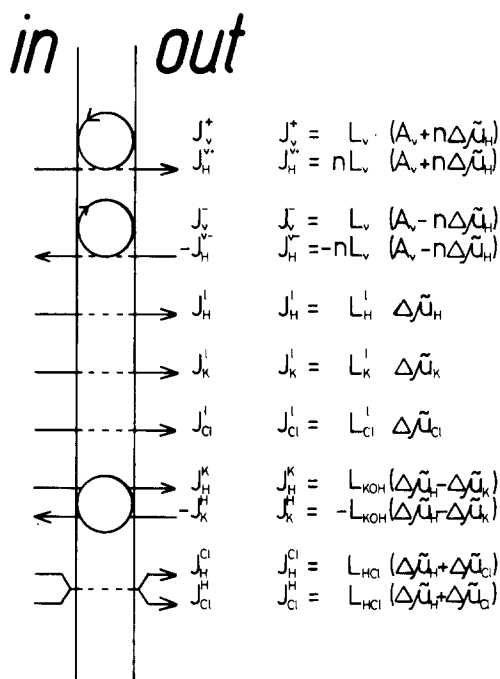 in out
J_v^+ J_v^+ = L_v · (A_v + nΔμ̃_H)
J_H^{v+} J_H^{v+} = nL_v (A_v + nΔμ̃_H)
J_v^- J_v^- = L_v (A_v - nΔμ̃_H)
-J_H^{v-} J_H^{v-} = -nL_v (A_v - nΔμ̃_H)
J_H^l J_H^l = L_H^l Δμ̃_H
J_K^l J_K^l = L_K^l Δμ̃_K
J_Cl^l J_Cl^l = L_Cl^l Δμ̃_Cl
J_H^K J_H^K = L_KOH (Δμ̃_H - Δμ̃_K)
-J_K^H J_K^H = -L_KOH (Δμ̃_H - Δμ̃_K)
J_H^Cl J_H^Cl = L_HCl (Δμ̃_H + Δμ̃_Cl)
J_Cl^H J_Cl^H = L_HCl (Δμ̃_H + Δμ̃_Cl)